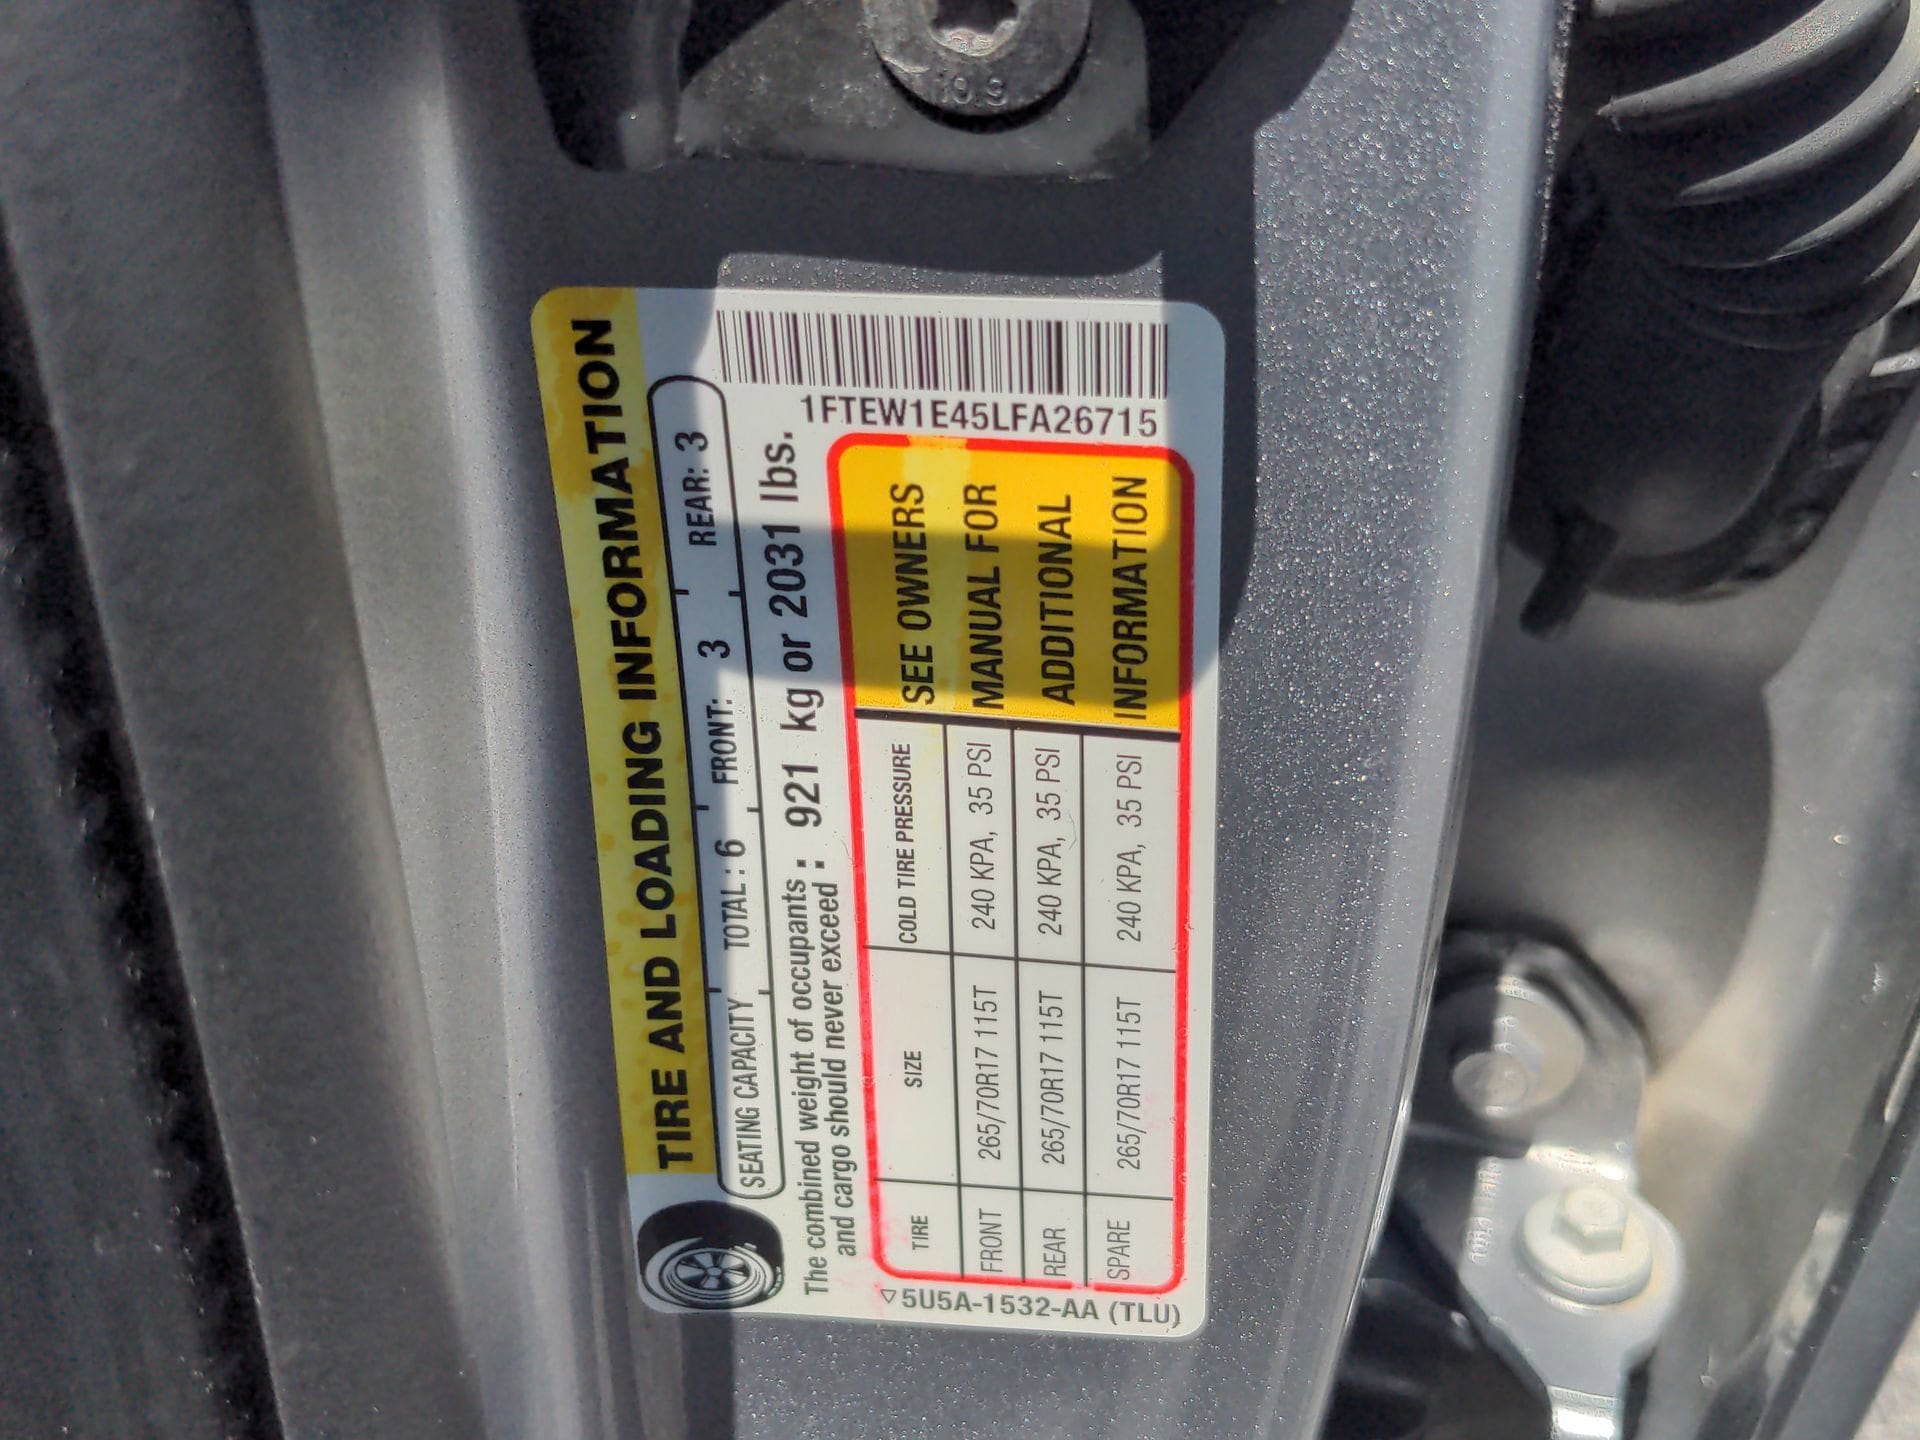 TIRE AND LOADING INFORMATION
SEATING CAPACITY TOTAL : 6 FRONT: 3 REAR: 3
The combined weight of occupants
and cargo should never exceed : 921 kg or 2031 lbs.
TIRE SIZE COLD TIRE PRESSURE
FRONT 265/70R17 115T 240 KPA, 35 PSI
REAR 265/70R17 115T 240 KPA, 35 PSI
SPARE 265/70R17 115T 240 KPA, 35 PSI
SEE OWNERS
MANUAL FOR
ADDITIONAL
INFORMATION
5U5A-1532-AA (TLU)
1FTEW1E45LFA26715
10.9